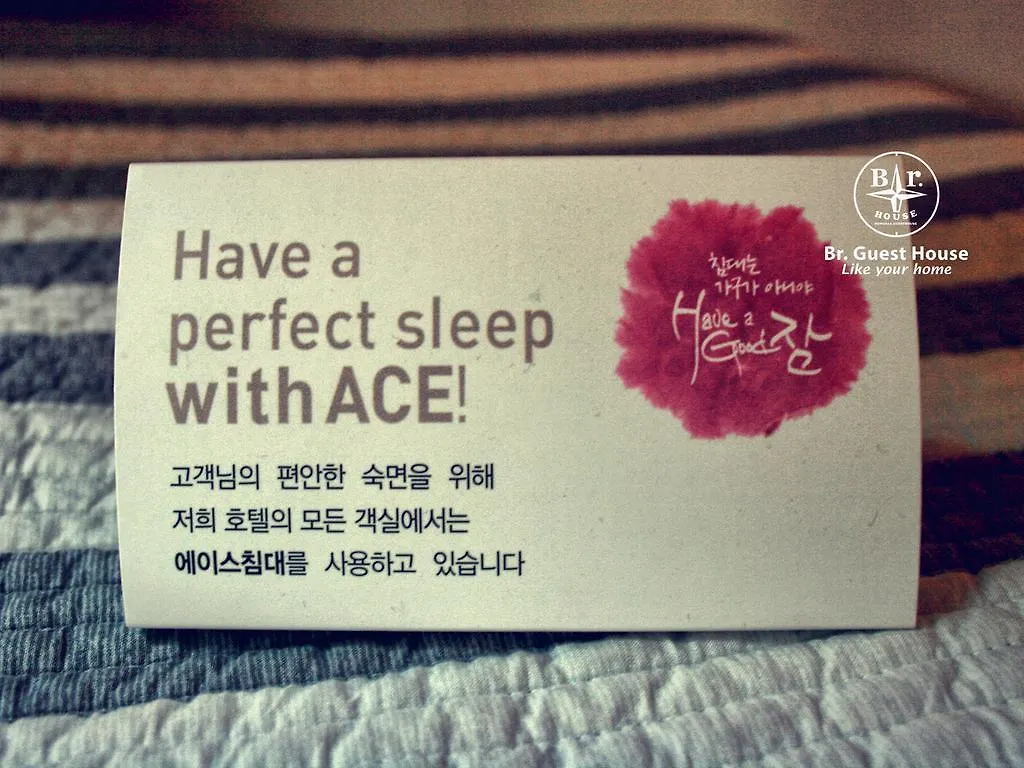 Have a
perfect sleep
with ACE!
고객님의 편안한 숙면을 위해
저희 호텔의 모든 객실에서는
에이스침대를 사용하고 있습니다
침대는
가구가 아니야
Have a
Good 잠
Br.
HOUSE
Br. Guest House
Like your home